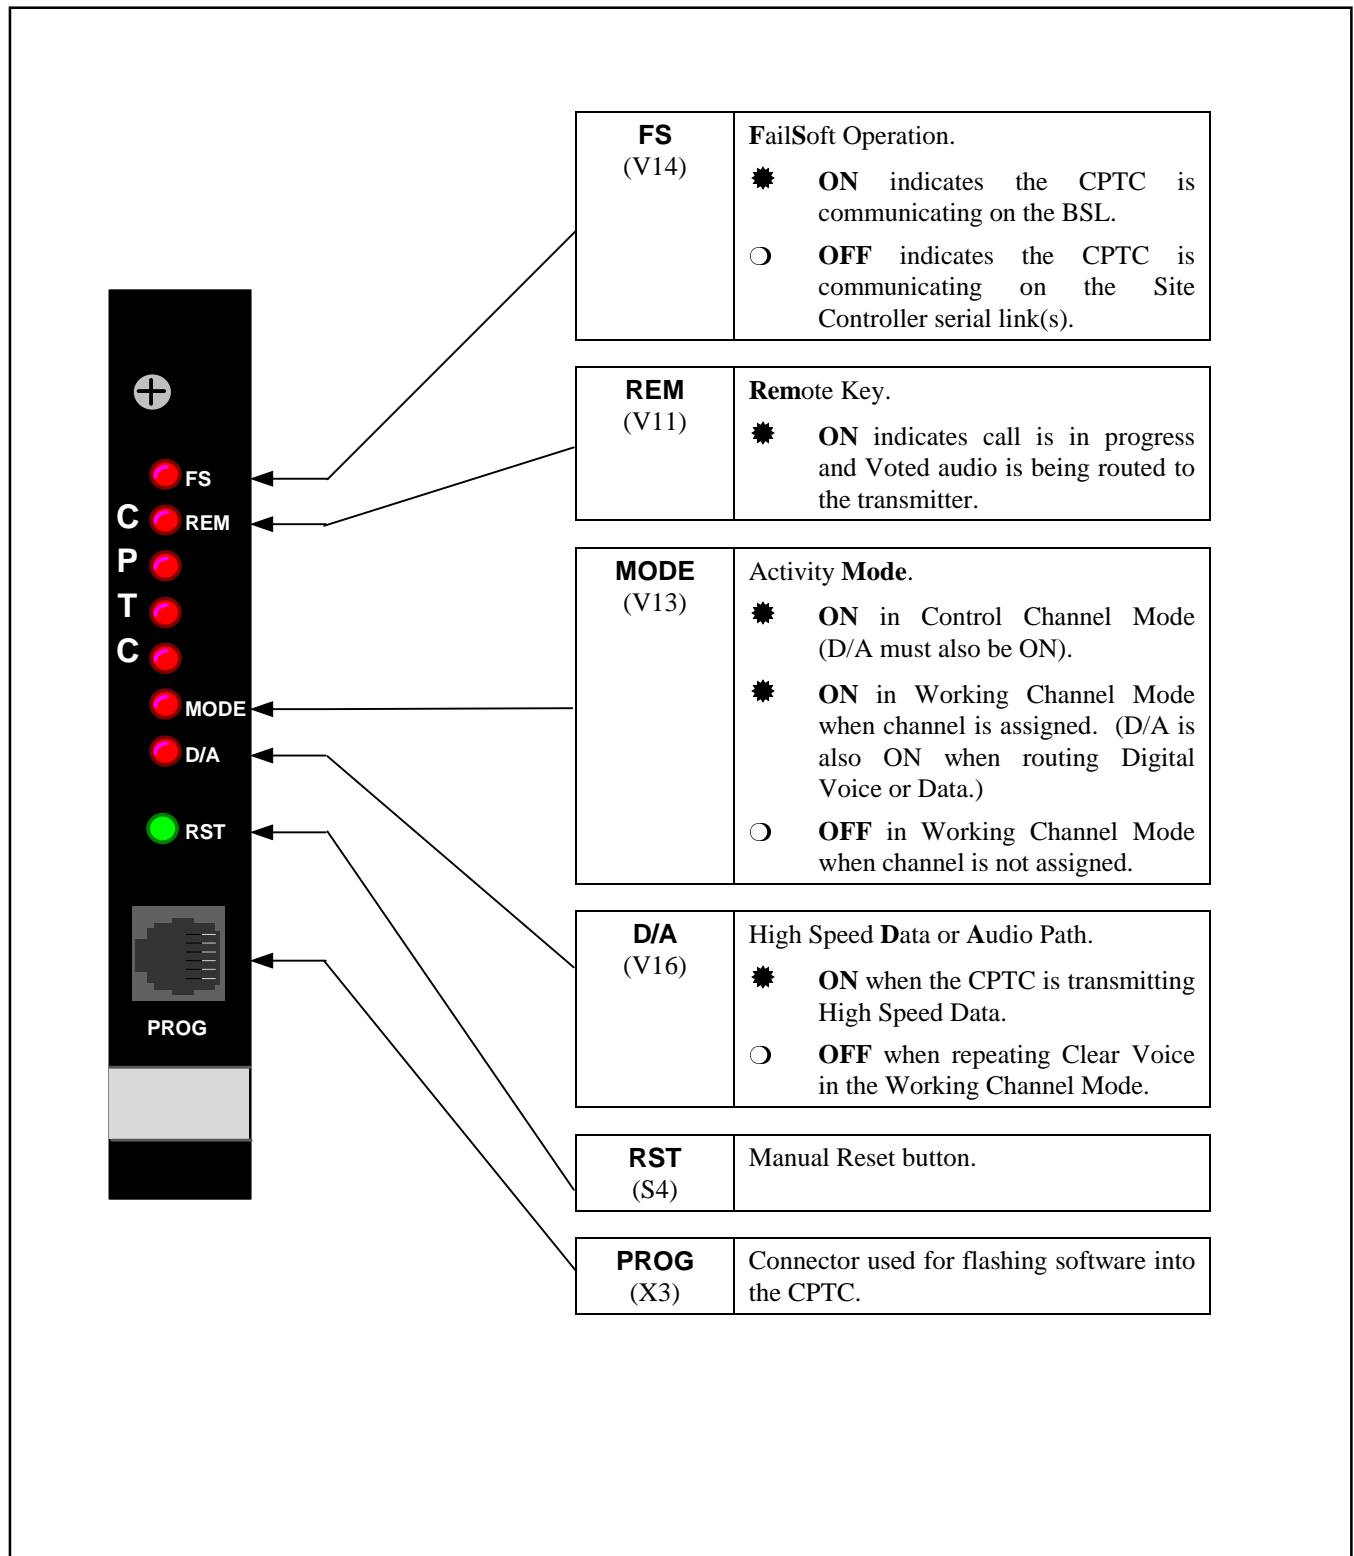 FS
(V14)
FailSoft Operation.
ON indicates the CPTC is
communicating on the BSL.
OFF indicates the CPTC is
communicating on the Site
Controller serial link(s).
REM
(V11)
Remote Key.
ON indicates call is in progress
and Voted audio is being routed to
the transmitter.
MODE
(V13)
Activity Mode.
ON in Control Channel Mode
(D/A must also be ON).
ON in Working Channel Mode
when channel is assigned. (D/A is
also ON when routing Digital
Voice or Data.)
OFF in Working Channel Mode
when channel is not assigned.
D/A
(V16)
High Speed Data or Audio Path.
ON when the CPTC is transmitting
High Speed Data.
OFF when repeating Clear Voice
in the Working Channel Mode.
RST
(S4)
Manual Reset button.
PROG
(X3)
Connector used for flashing software into
the CPTC.
FS
C
REM
P
T
C
MODE
D/A
RST
PROG